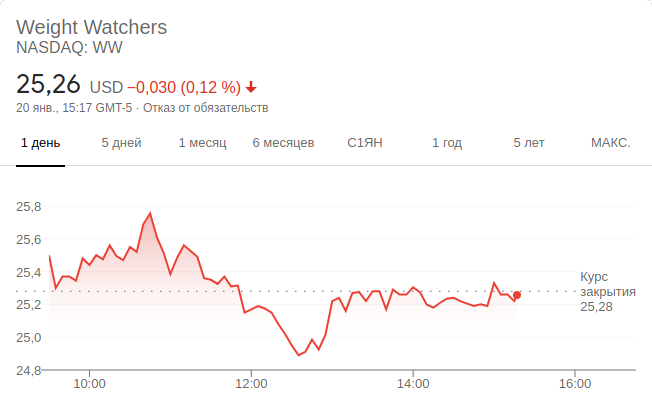 Weight Watchers
NASDAQ: WW
25,26 USD −0,030 (0,12 %)
20 янв., 15:17 GMT-5 · Отказ от обязательств
1 день 5 дней 1 месяц 6 месяцев С1ЯН 1 год 5 лет МАКС.
25,8
25,6
25,4
25,2
25,0
24,8
Курс
закрытия
25,28
10:00 12:00 14:00 16:00